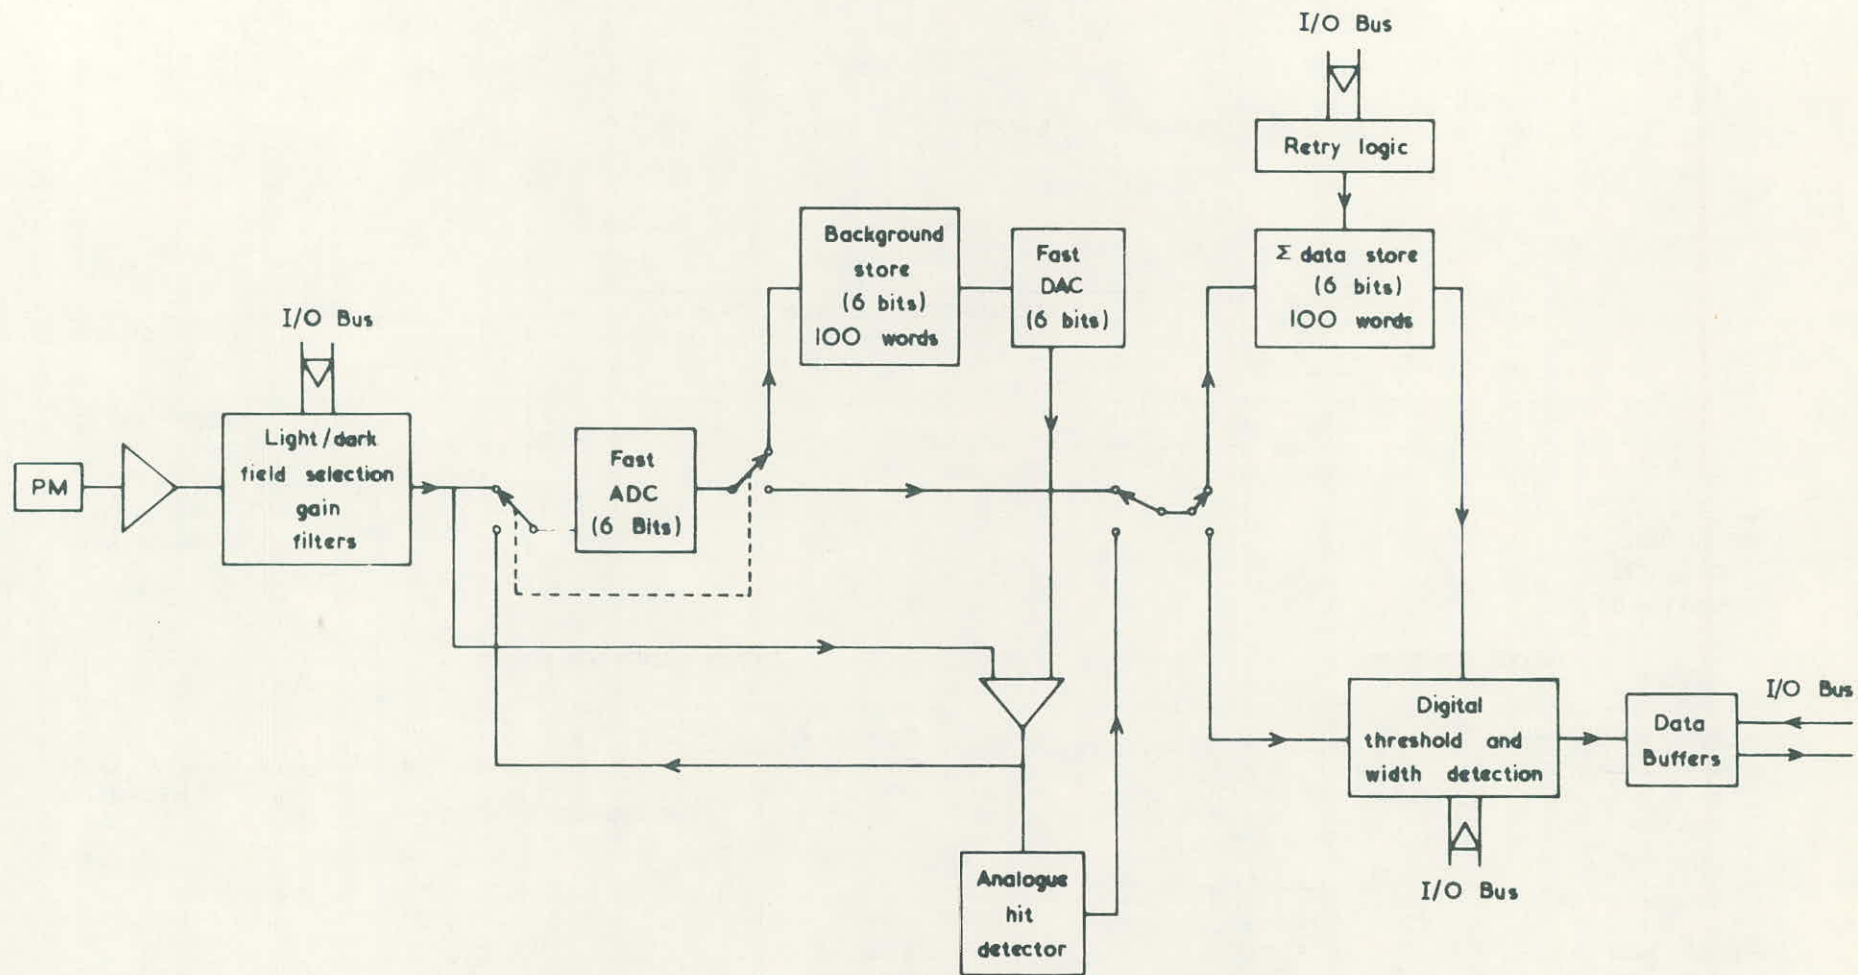 I/O Bus
Retry logic
Background
store
(6 bits)
100 words
Fast
DAC
(6 bits)
Σ data store
(6 bits)
100 words
I/O Bus
Light/dark
field selection
gain
filters
PM
Fast
ADC
(6 Bits)
Digital
threshold and
width detection
Data
Buffers
I/O Bus
I/O Bus
Analogue
hit
detector